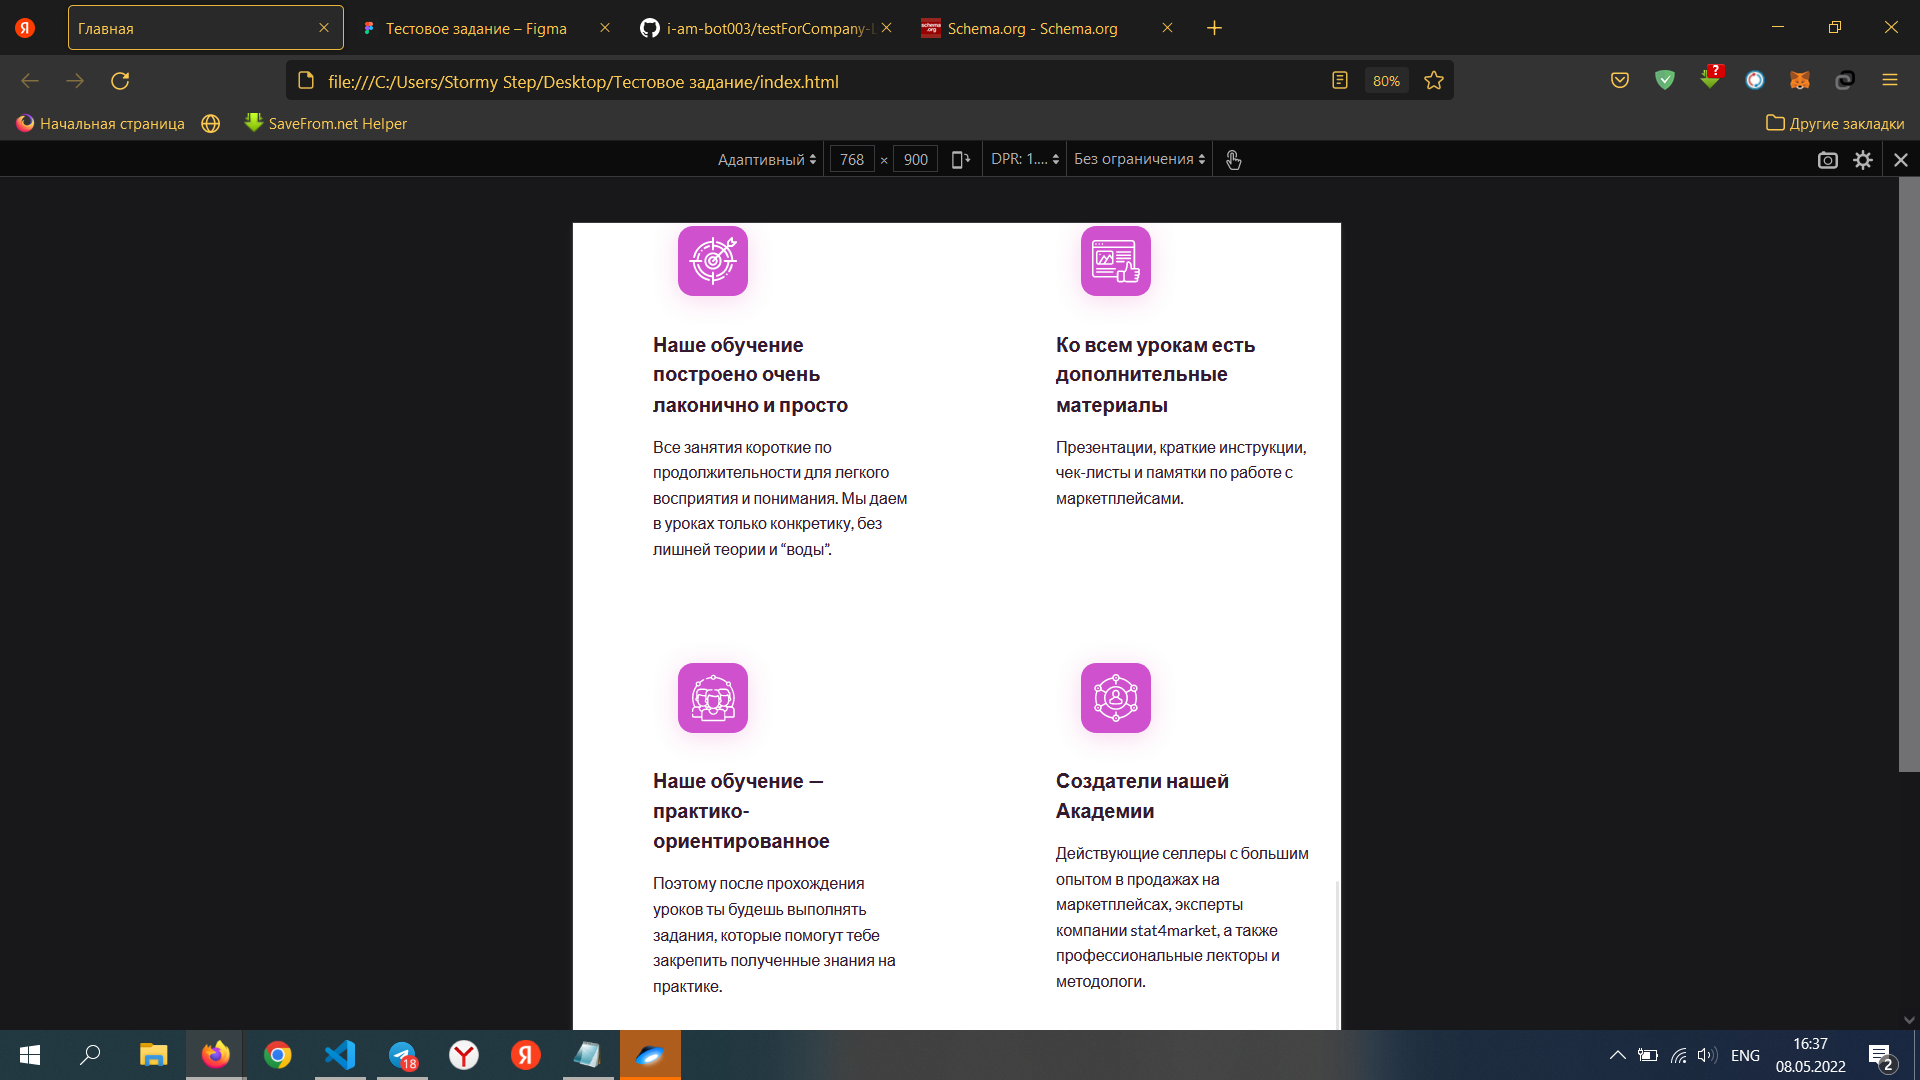 Главная
Тестовое задание – Figma
i-am-bot003/testForCompany-
Schema.org - Schema.org
file:///C:/Users/Stormy Step/Desktop/Тестовое задание/index.html
80%
Начальная страница
SaveFrom.net Helper
Другие закладки
Адаптивный
768 × 900
DPR: 1....
Без ограничения
Наше обучение
построено очень
лаконично и просто
Все занятия короткие по
продолжительности для легкого
восприятия и понимания. Мы даем
в уроках только конкретику, без
лишней теории и “воды”.
Ко всем урокам есть
дополнительные
материалы
Презентации, краткие инструкции,
чек-листы и памятки по работе с
маркетплейсами.
Наше обучение —
практико-
ориентированное
Поэтому после прохождения
уроков ты будешь выполнять
задания, которые помогут тебе
закрепить полученные знания на
практике.
Создатели нашей
Академии
Действующие селлеры с большим
опытом в продажах на
маркетплейсах, эксперты
компании stat4market, а также
профессиональные лекторы и
методологи.
18
ENG
16:37
08.05.2022
2